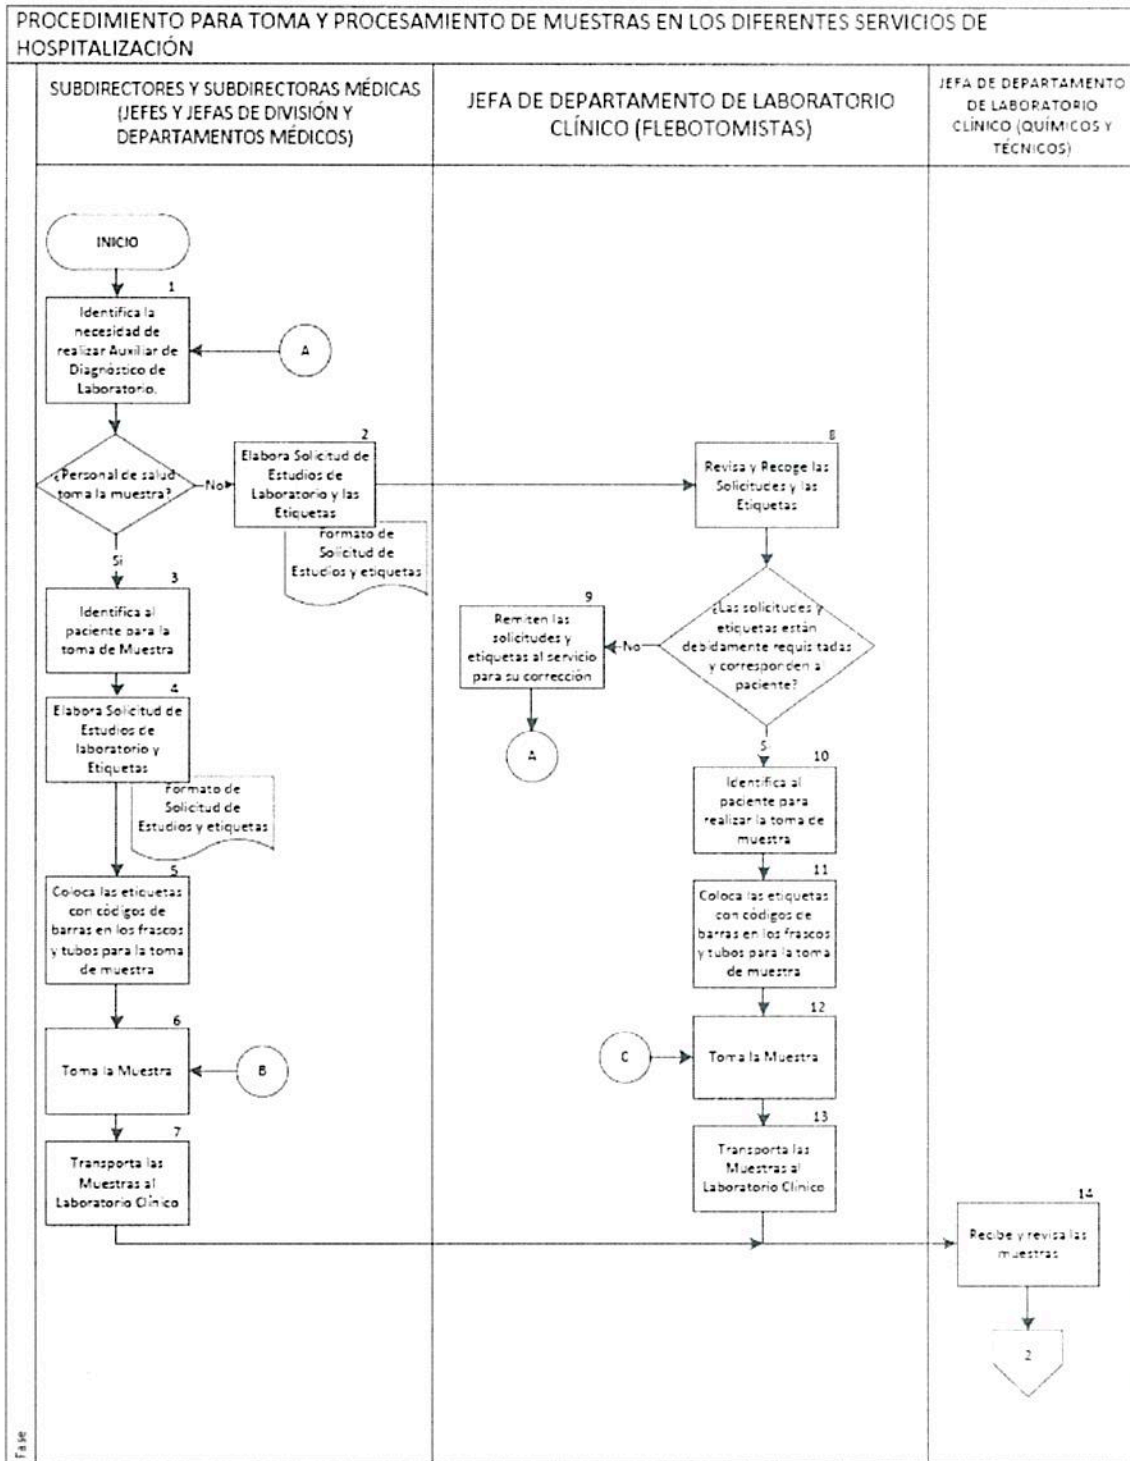 PROCEDIMIENTO PARA TOMA Y PROCESAMIENTO DE MUESTRAS EN LOS DIFERENTES SERVICIOS DE
HOSPITALIZACIÓN
SUBDIRECTORES Y SUBDIRECTORAS MÉDICAS
(JEFES Y JEFAS DE DIVISIÓN Y
DEPARTAMENTOS MÉDICOS)
JEFA DE DEPARTAMENTO DE LABORATORIO
CLÍNICO (FLEBOTOMISTAS)
JEFA DE DEPARTAMENTO
DE LABORATORIO
CLÍNICO (QUÍMICOS Y
TÉCNICOS)
INICIO
1
Identifica la
necesidad de
realizar Auxiliar de
Diagnóstico de
Laboratorio.
A
¿Personal de salud
toma la muestra?
No
2
Elabora Solicitud de
Estudios de
Laboratorio y las
Etiquetas
Formato de
Solicitud de
Estudios y etiquetas
Si
3
Identifica al
paciente para la
toma de Muestra
4
Elabora Solicitud de
Estudios de
laboratorio y
Etiquetas
Formato de
Solicitud de
Estudios y etiquetas
5
Coloca las etiquetas
con códigos de
barras en los frascos
y tubos para la toma
de muestra
6
Toma la Muestra
B
7
Transporta las
Muestras al
Laboratorio Clínico
8
Revisa y Recoge las
Solicitudes y las
Etiquetas
¿Las solicitudes y
etiquetas están
debidamente requisitadas
y corresponden al
paciente?
No
9
Remiten las
solicitudes y
etiquetas al servicio
para su corrección
A
Si
10
Identifica al
paciente para
realizar la toma de
muestra
11
Coloca las etiquetas
con códigos de
barras en los frascos
y tubos para la toma
de muestra
12
Toma la Muestra
C
13
Transporta las
Muestras al
Laboratorio Clínico
14
Recibe y revisa las
muestras
2
Fase